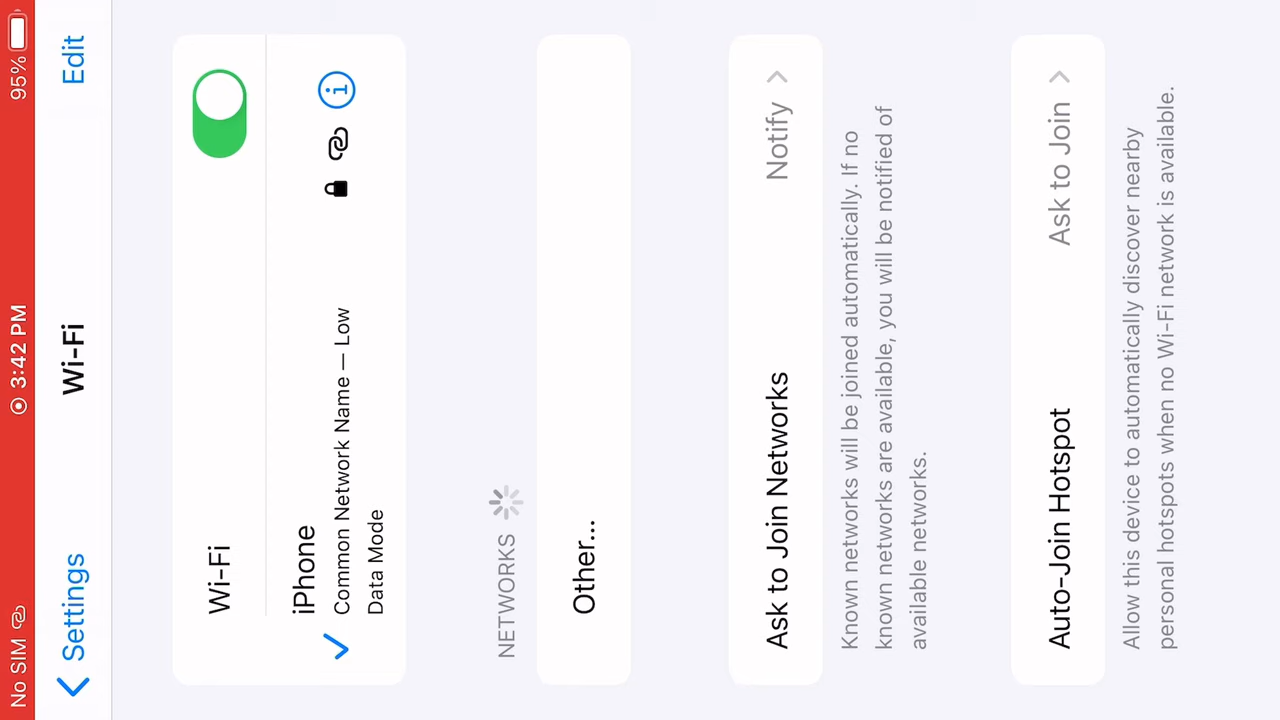 No SIM 3:42 PM 95%
Settings Wi-Fi Edit
Wi-Fi
iPhone
Common Network Name — Low
Data Mode
NETWORKS
Other...
Ask to Join Networks Notify
Known networks will be joined automatically. If no
known networks are available, you will be notified of
available networks.
Auto-Join Hotspot Ask to Join
Allow this device to automatically discover nearby
personal hotspots when no Wi-Fi network is available.